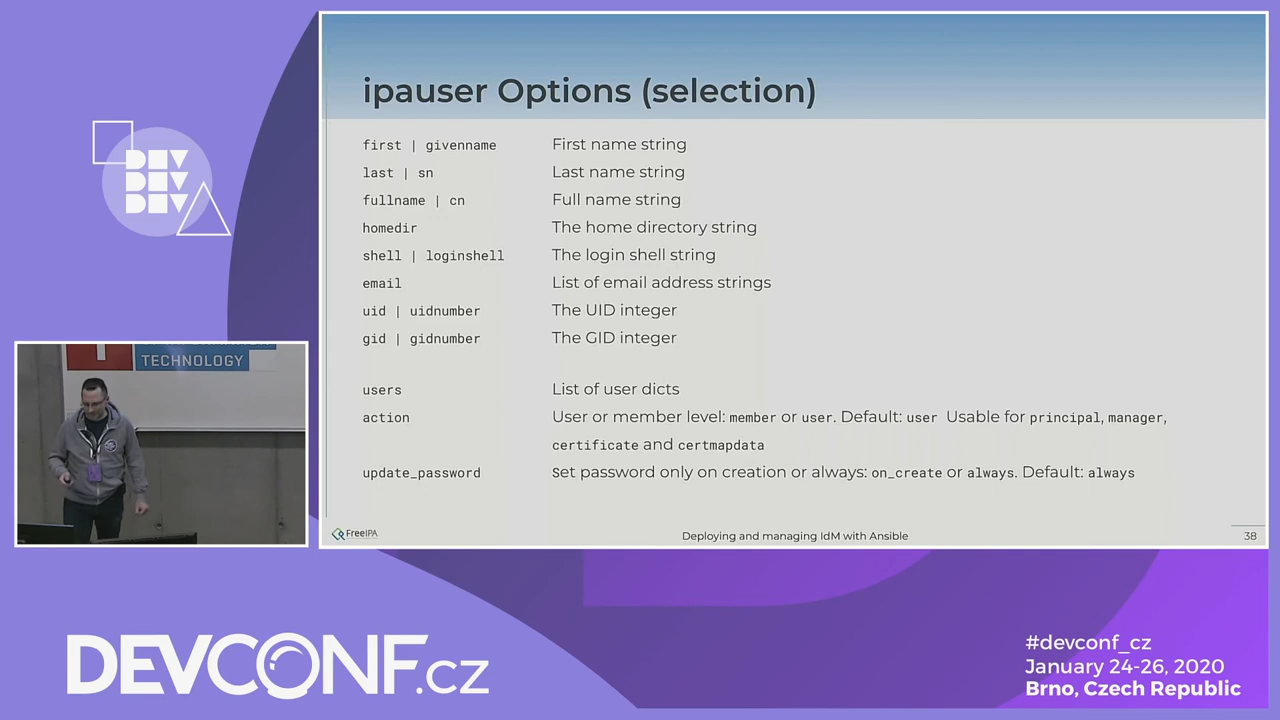 ipauser Options (selection)
first | givenname First name string
last | sn Last name string
fullname | cn Full name string
homedir The home directory string
shell | loginshell The login shell string
email List of email address strings
uid | uidnumber The UID integer
gid | gidnumber The GID integer
users List of user dicts
action User or member level: member or user. Default: user Usable for principal, manager,
certificate and certmapdata
update_password Set password only on creation or always: on_create or always. Default: always
FreeIPA Deploying and managing IdM with Ansible 38
DEV
DEV
DEV
TECHNOLOGY
DEVCONF.cz
#devconf_cz
January 24-26, 2020
Brno, Czech Republic